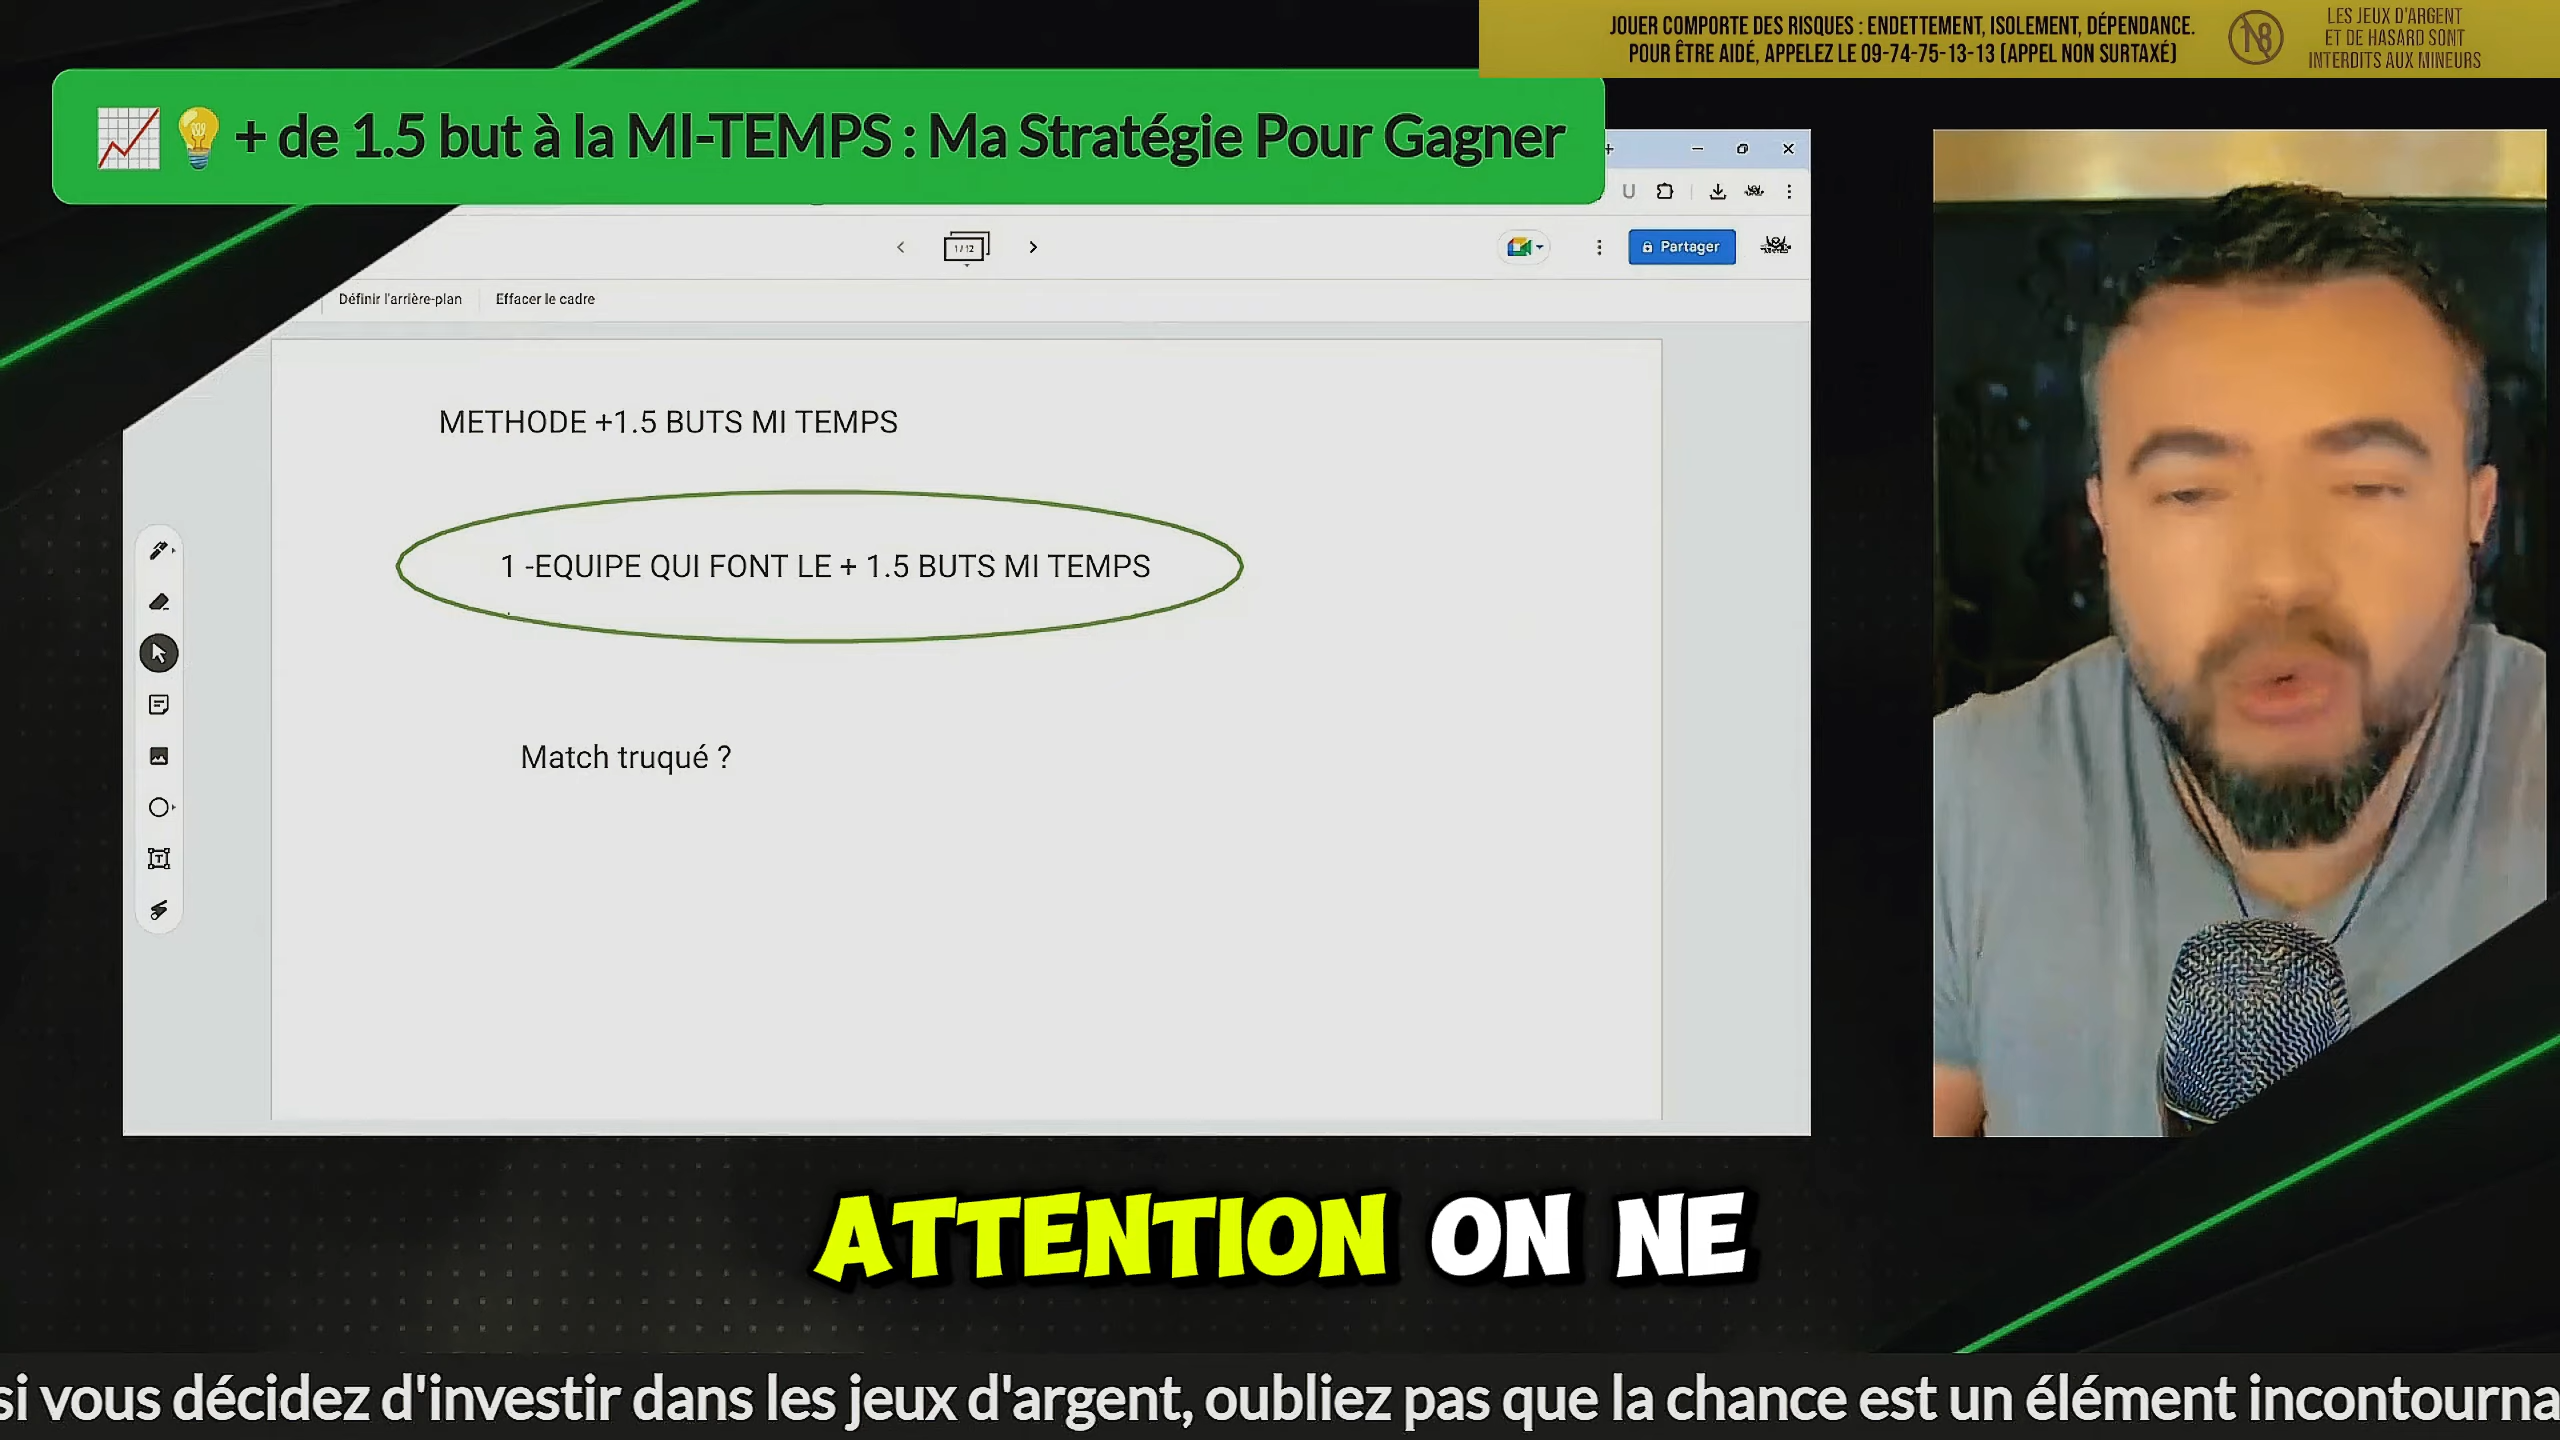 JOUER COMPORTE DES RISQUES : ENDETTEMENT, ISOLEMENT, DÉPENDANCE.
POUR ÊTRE AIDÉ, APPELEZ LE 09-74-75-13-13 (APPEL NON SURTAXÉ)
18
LES JEUX D'ARGENT
ET DE HASARD SONT
INTERDITS AUX MINEURS
+ de 1.5 but à la MI-TEMPS : Ma Stratégie Pour Gagner
1 / 12
Partager
Définir l'arrière-plan
Effacer le cadre
METHODE +1.5 BUTS MI TEMPS
1 -EQUIPE QUI FONT LE + 1.5 BUTS MI TEMPS
Match truqué ?
ATTENTION ON NE
si vous décidez d'investir dans les jeux d'argent, oubliez pas que la chance est un élément incontourna